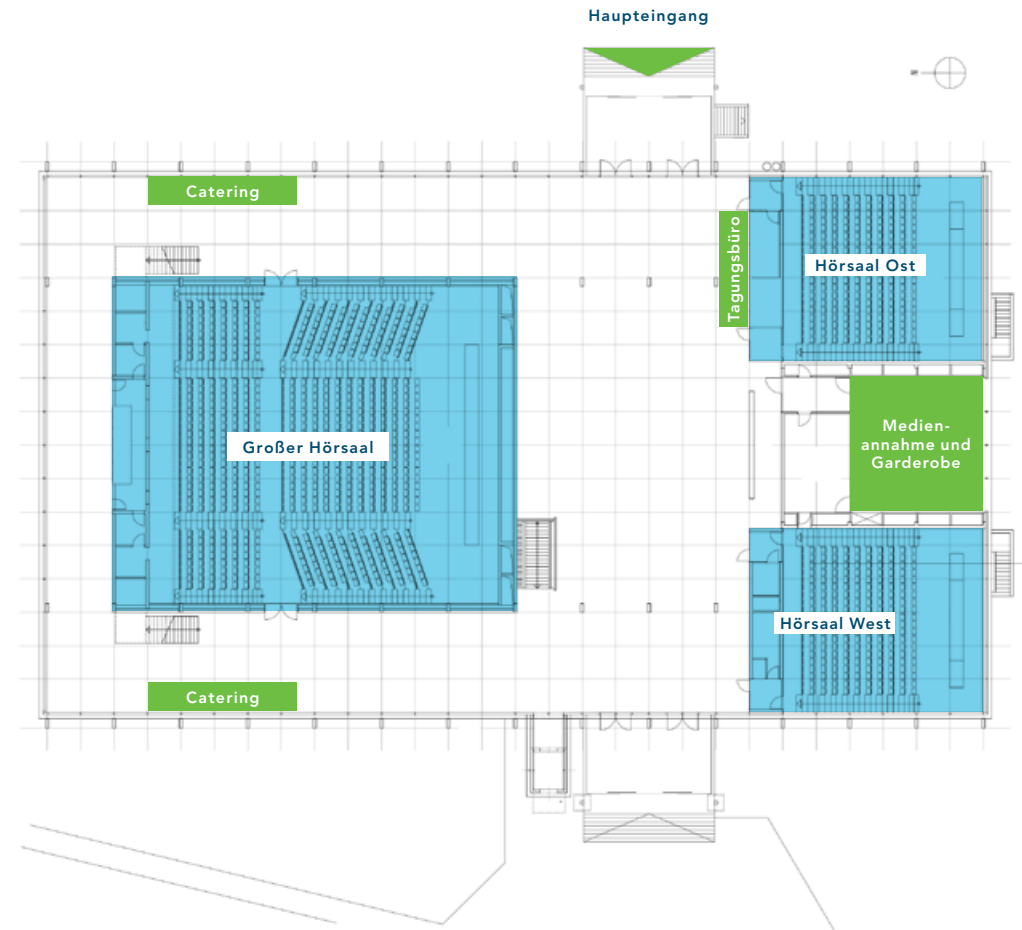 Haupteingang
N
Catering
Tagungsbüro
Hörsaal Ost
Großer Hörsaal
Medien-
annahme und
Garderobe
Hörsaal West
Catering